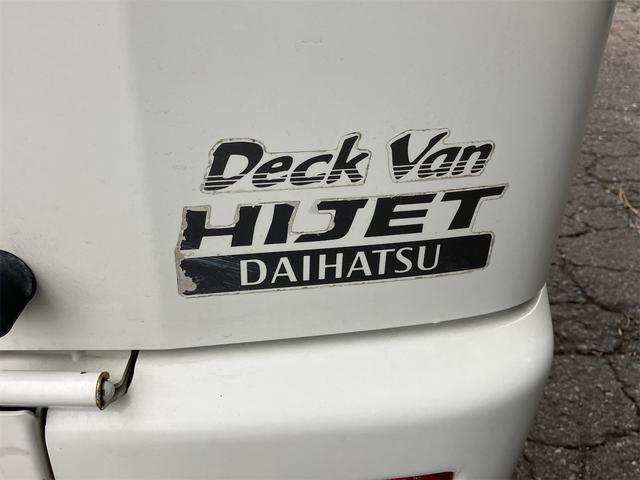 Deck Van
HIJET
DAIHATSU